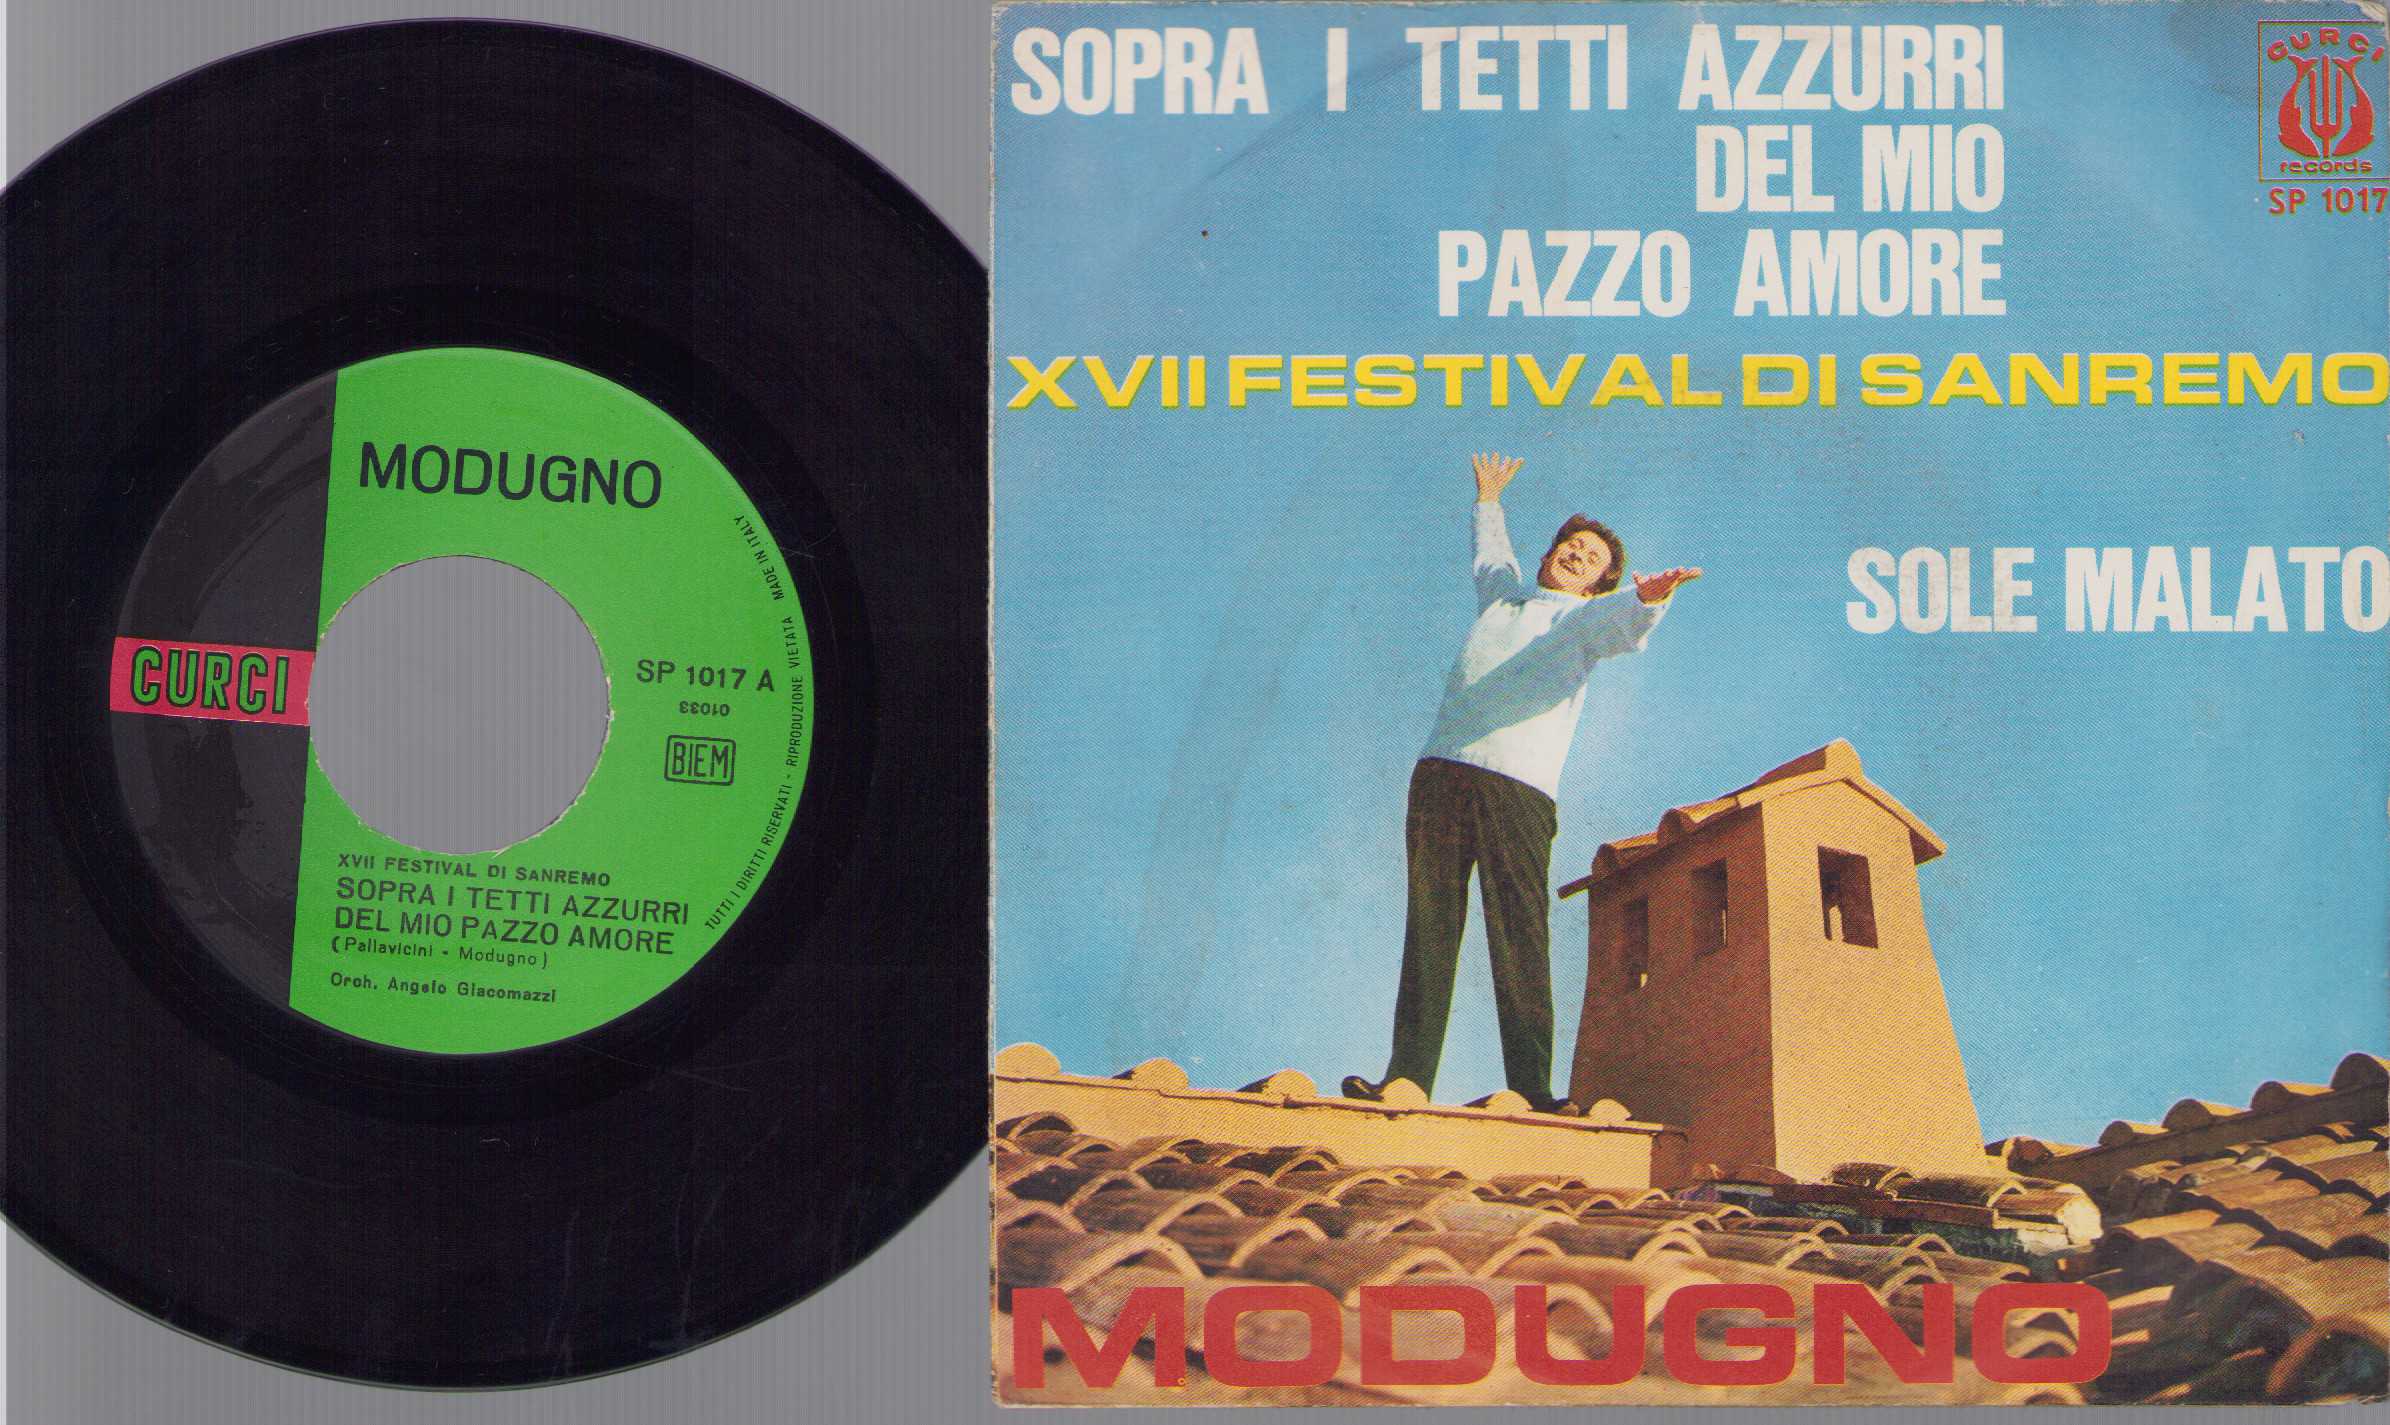 MODUGNO
CURCI
SP 1017 A
01033
BIEM
XVII FESTIVAL DI SANREMO
SOPRA I TETTI AZZURRI
DEL MIO PAZZO AMORE
(Pallavicini - Modugno)
Orch. Angelo Giacomazzi
TUTTI I DIRITTI RISERVATI - RIPRODUZIONE VIETATA MADE IN ITALY
SOPRA I TETTI AZZURRI
DEL MIO
PAZZO AMORE
CURCI
records
SP 1017
XVII FESTIVAL DI SANREMO
SOLE MALATO
MODUGNO